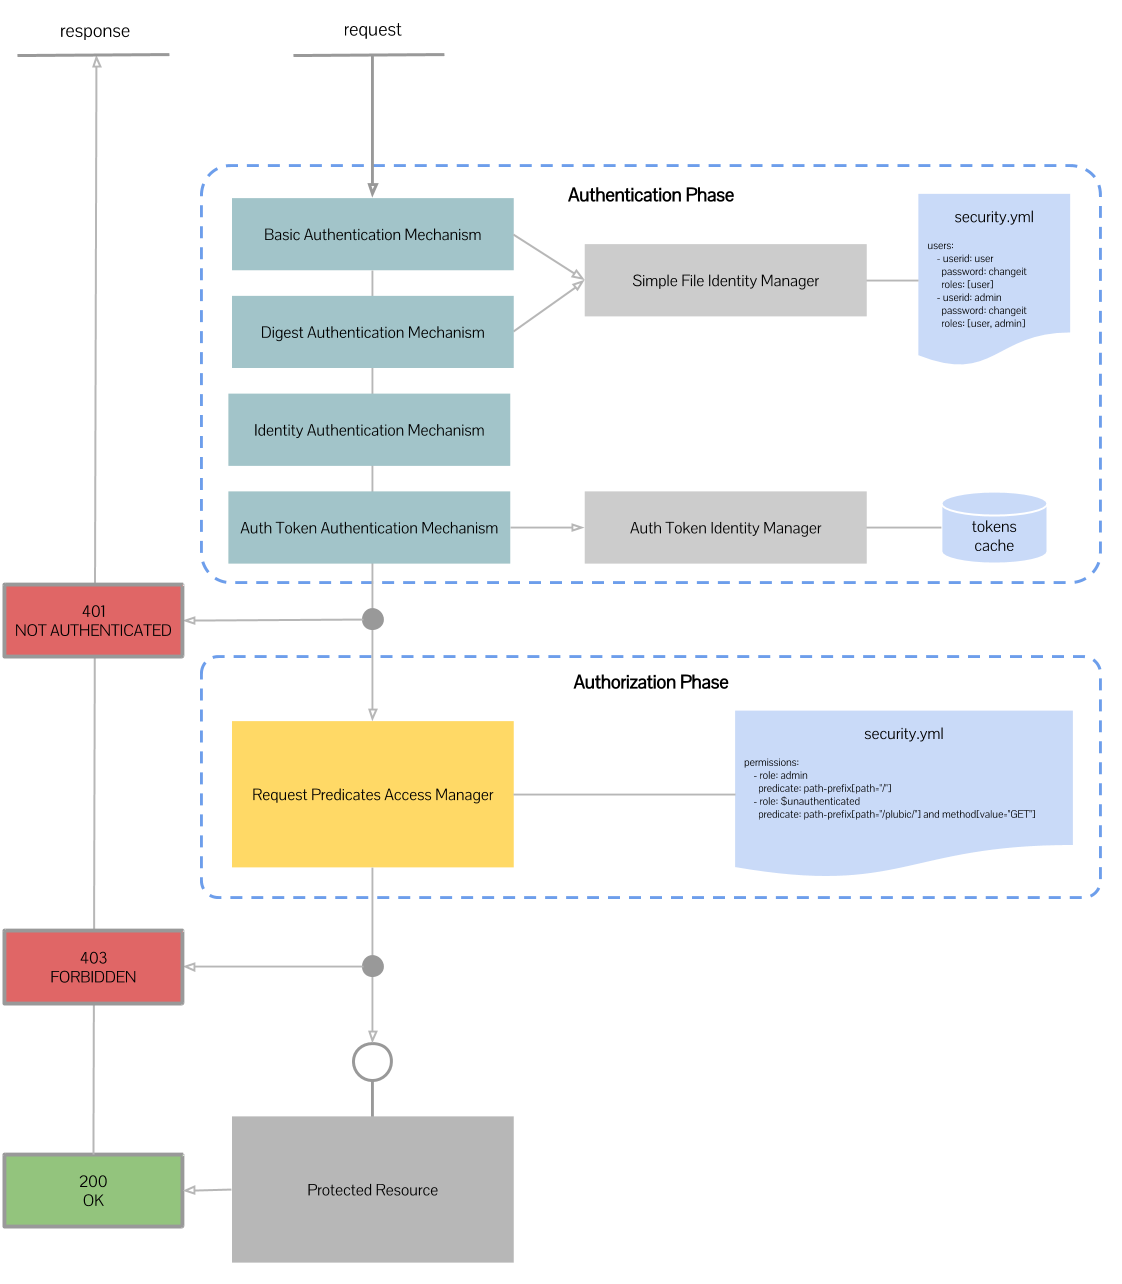 response
request
Authentication Phase
Basic Authentication Mechanism
Digest Authentication Mechanism
Identity Authentication Mechanism
Auth Token Authentication Mechanism
Simple File Identity Manager
security.yml
users:
- userid: user
password: changeit
roles: [user]
- userid: admin
password: changeit
roles: [user, admin]
Auth Token Identity Manager
tokens
cache
401
NOT AUTHENTICATED
Authorization Phase
Request Predicates Access Manager
security.yml
permissions:
- role: admin
predicate: path-prefix[path="/"]
- role: $unauthenticated
predicate: path-prefix[path="/plubic/"] and method[value="GET"]
403
FORBIDDEN
Protected Resource
200
OK